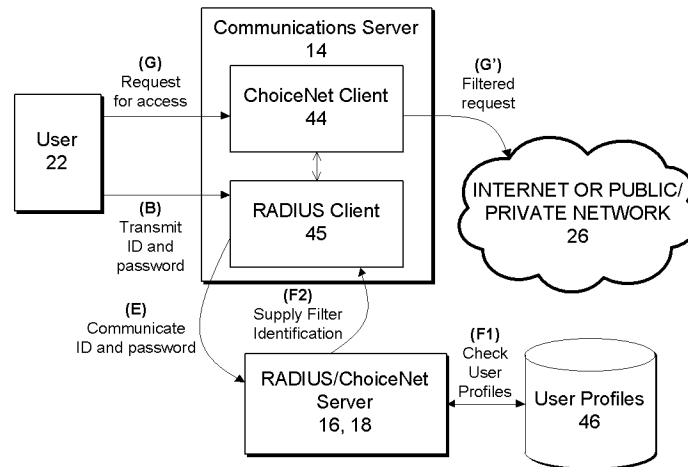 Communications Server
14
(G)
Request
for access
ChoiceNet Client
44
(G')
Filtered
request
User
22
(B)
Transmit
ID and
password
RADIUS Client
45
INTERNET OR PUBLIC/
PRIVATE NETWORK
26
(E)
Communicate
ID and password
(F2)
Supply Filter
Identification
RADIUS/ChoiceNet
Server
16, 18
(F1)
Check
User
Profiles
User Profiles
46